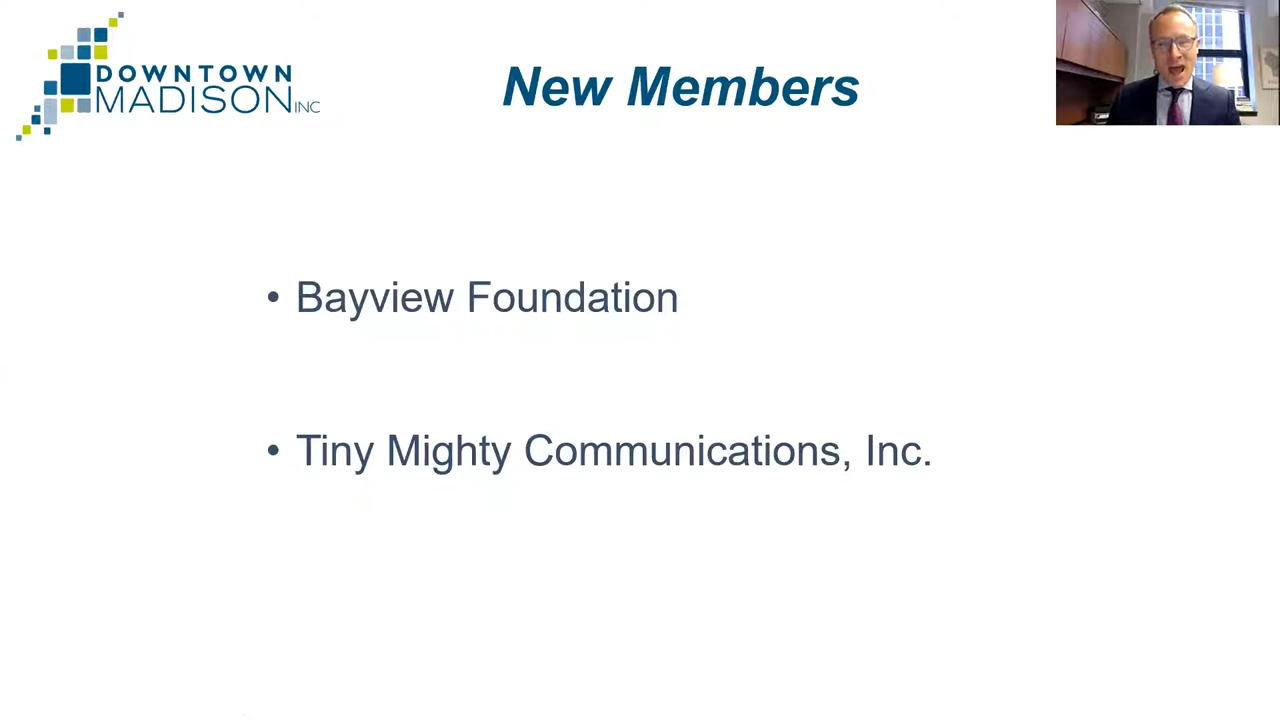 DOWNTOWN
MADISON INC
New Members
• Bayview Foundation
• Tiny Mighty Communications, Inc.